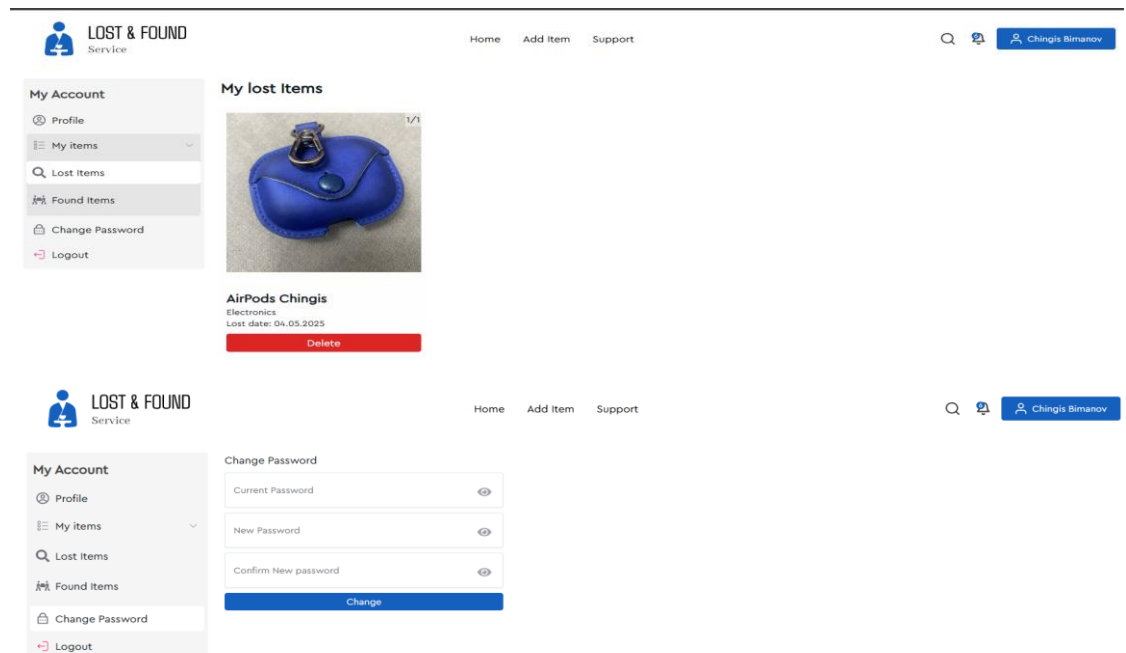 LOST & FOUND
Service
Home Add Item Support
Chingis Bimanov
My Account
Profile
My items
Lost Items
Found Items
Change Password
Logout
My lost Items
1/1
AirPods Chingis
Electronics
Lost date: 04.05.2025
Delete
LOST & FOUND
Service
Home Add Item Support
Chingis Bimanov
My Account
Profile
My items
Lost Items
Found Items
Change Password
Logout
Change Password
Current Password
New Password
Confirm New password
Change